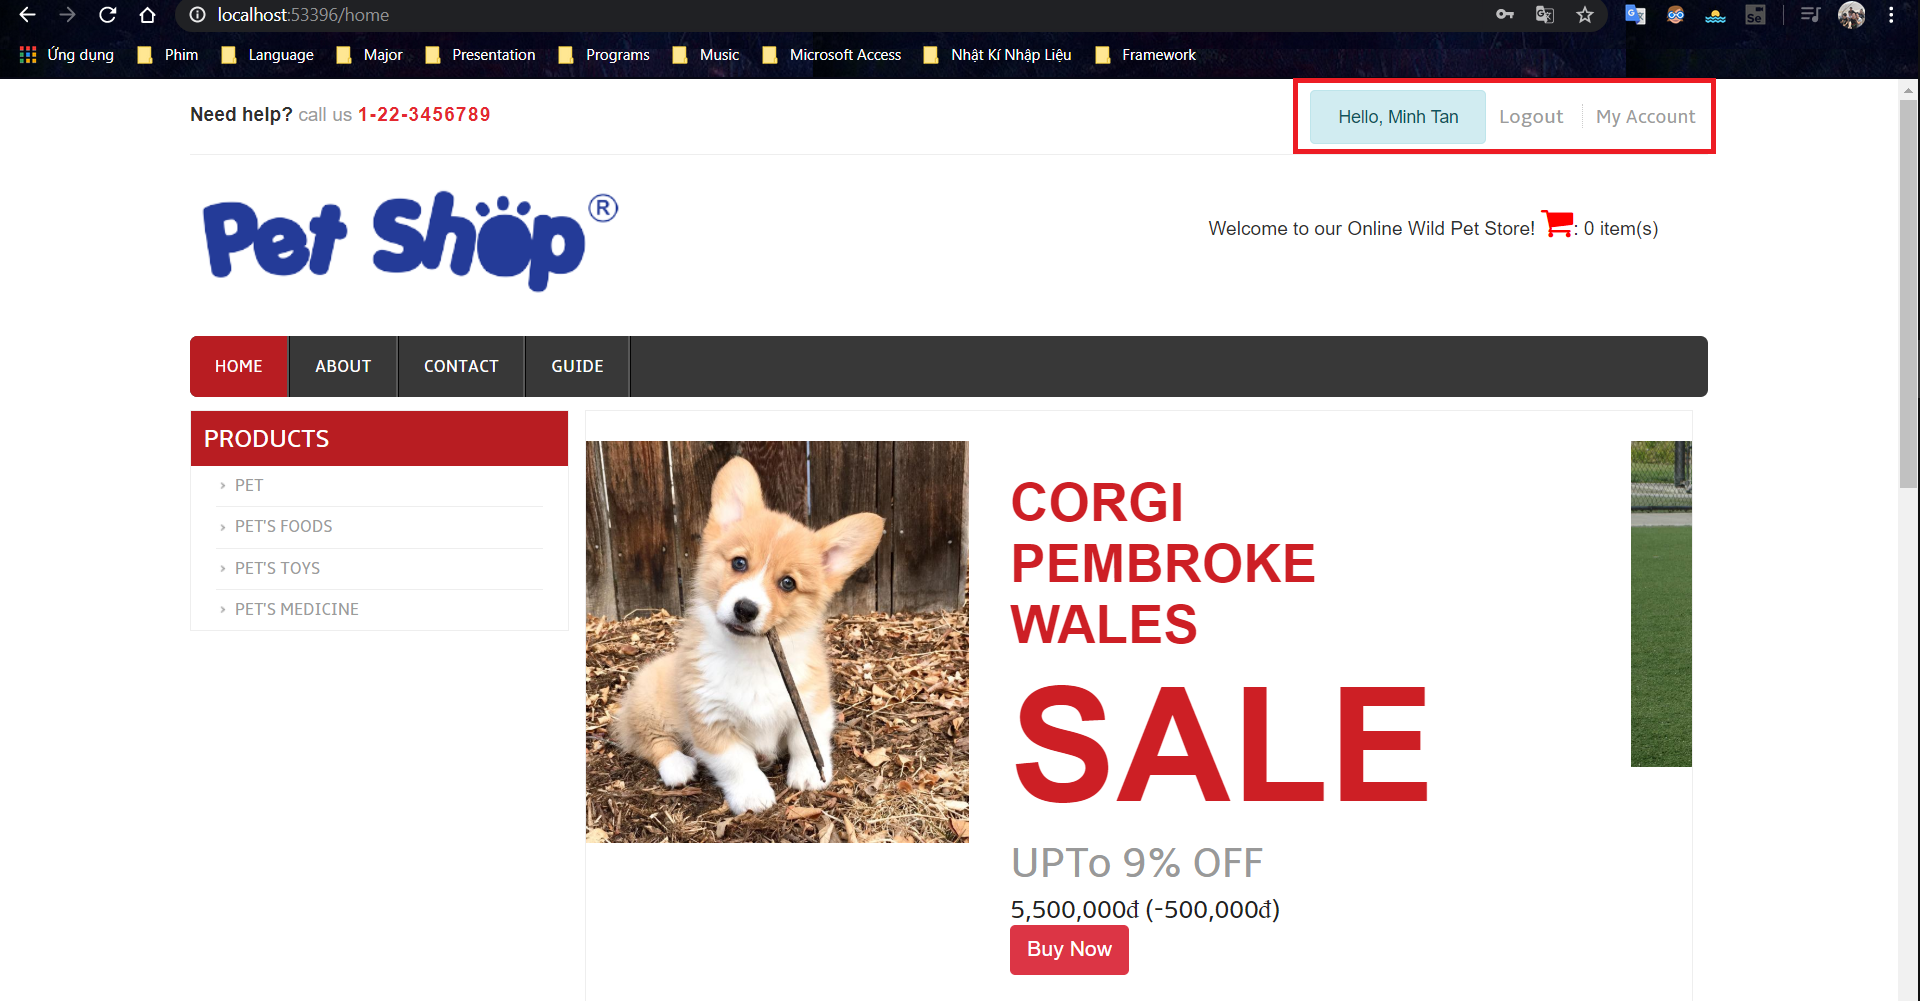 localhost:53396/home
Ứng dụng Phim Language Major Presentation Programs Music Microsoft Access Nhật Kí Nhập Liệu Framework
Need help? call us 1-22-3456789
Hello, Minh Tan Logout My Account
Pet Shop®
Welcome to our Online Wild Pet Store! : 0 item(s)
HOME ABOUT CONTACT GUIDE
PRODUCTS
PET
PET'S FOODS
PET'S TOYS
PET'S MEDICINE
CORGI
PEMBROKE
WALES
SALE
UPTo 9% OFF
5,500,000đ (-500,000đ)
Buy Now